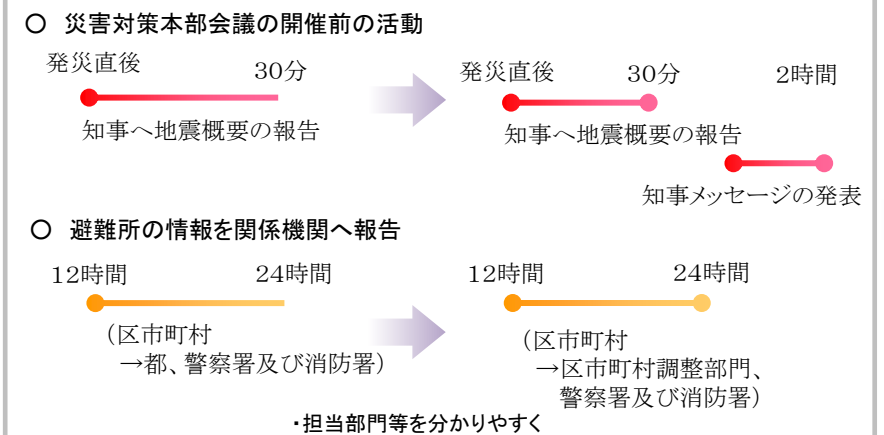 ○ 災害対策本部会議の開催前の活動
発災直後 30分
知事へ地震概要の報告
発災直後 30分 2時間
知事へ地震概要の報告
知事メッセージの発表
○ 避難所の情報を関係機関へ報告
12時間 24時間
（区市町村
→都、警察署及び消防署）
12時間 24時間
（区市町村
→区市町村調整部門、
警察署及び消防署）
・担当部門等を分かりやすく